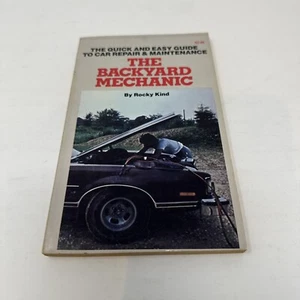 THE QUICK AND EASY GUIDE
TO CAR REPAIR & MAINTENANCE
THE
BACKYARD
MECHANIC
By Rocky Kind